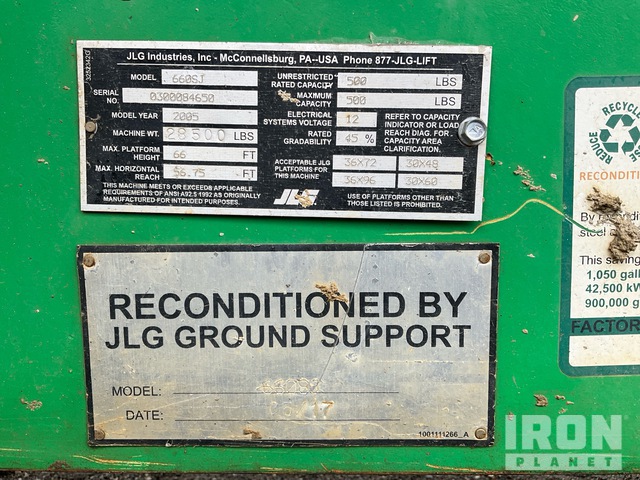 3252342C
JLG Industries, Inc - McConnellsburg, PA--USA Phone 877-JLG-LIFT
MODEL 660SJ
SERIAL NO. 0300084650
MODEL YEAR 2005
MACHINE WT. 28500 LBS
MAX. PLATFORM HEIGHT 66 FT
MAX. HORIZONTAL REACH 56.75 FT
THIS MACHINE MEETS OR EXCEEDS APPLICABLE
REQUIREMENTS OF ANSI A92.5 1992 AS ORIGINALLY
MANUFACTURED FOR INTENDED PURPOSES.
UNRESTRICTED RATED CAPACITY 500 LBS
MAXIMUM CAPACITY 500 LBS
ELECTRICAL SYSTEMS VOLTAGE 12
RATED GRADABILITY 45 %
REFER TO CAPACITY
INDICATOR OR LOAD
REACH DIAG. FOR
CAPACITY AREA
CLARIFICATION.
ACCEPTABLE JLG
PLATFORMS FOR
THIS MACHINE
36X72 30X48
36X96 30X60
JLG
USE OF PLATFORMS OTHER THAN
THOSE LISTED IS PROHIBITED.
RECONDITIONED BY
JLG GROUND SUPPORT
MODEL:
DATE: 17
1001111266_A
REDUCE RECYCLE
RECONDITI
By
steel
This saving
1,050 gall
42,500 kW
900,000 g
FACTOR
IRON
PLANET